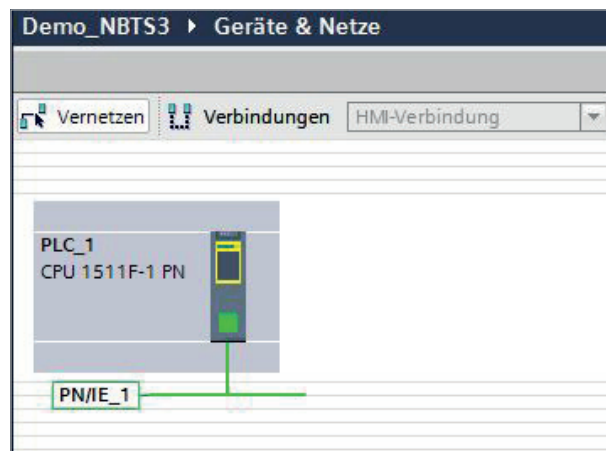 Demo_NBTS3 ▸ Geräte & Netze
Vernetzen Verbindungen HMI-Verbindung
PLC_1
CPU 1511F-1 PN
PN/IE_1